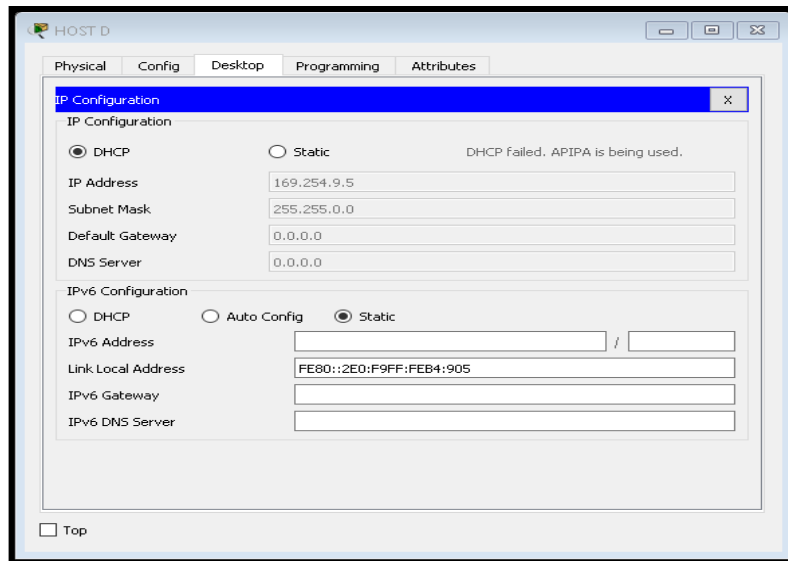 HOST D
Physical Config Desktop Programming Attributes
IP Configuration X
IP Configuration
DHCP Static DHCP failed. APIPA is being used.
IP Address 169.254.9.5
Subnet Mask 255.255.0.0
Default Gateway 0.0.0.0
DNS Server 0.0.0.0
IPv6 Configuration
DHCP Auto Config Static
IPv6 Address /
Link Local Address FE80::2E0:F9FF:FEB4:905
IPv6 Gateway
IPv6 DNS Server
Top